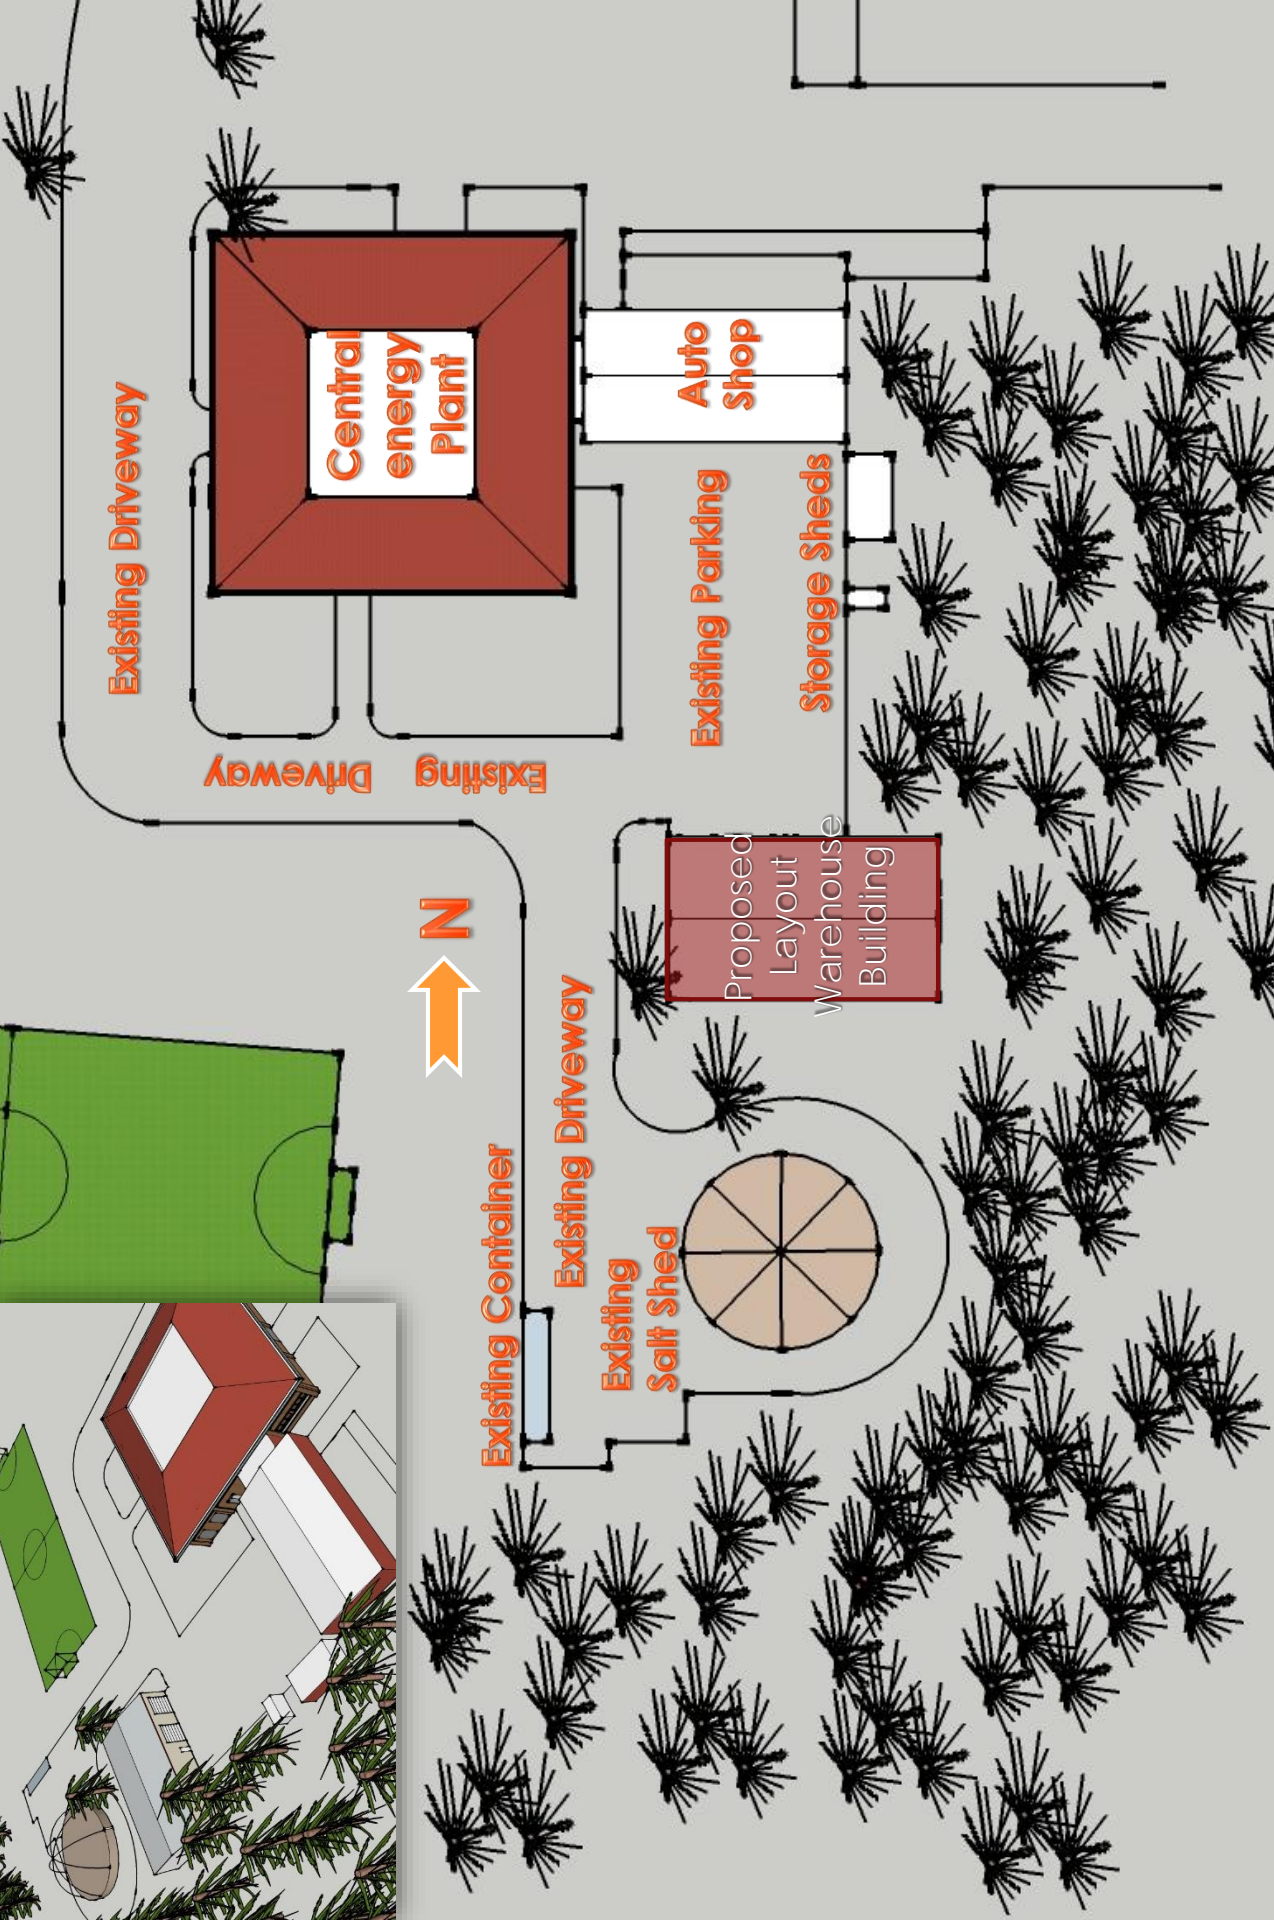 Existing Driveway
Central
energy
Plant
Auto
Shop
Existing Parking
Storage Sheds
Existing
Driveway
N
Proposed
Layout
Warehouse
Building
Existing Driveway
Existing Container
Existing
Salt Shed